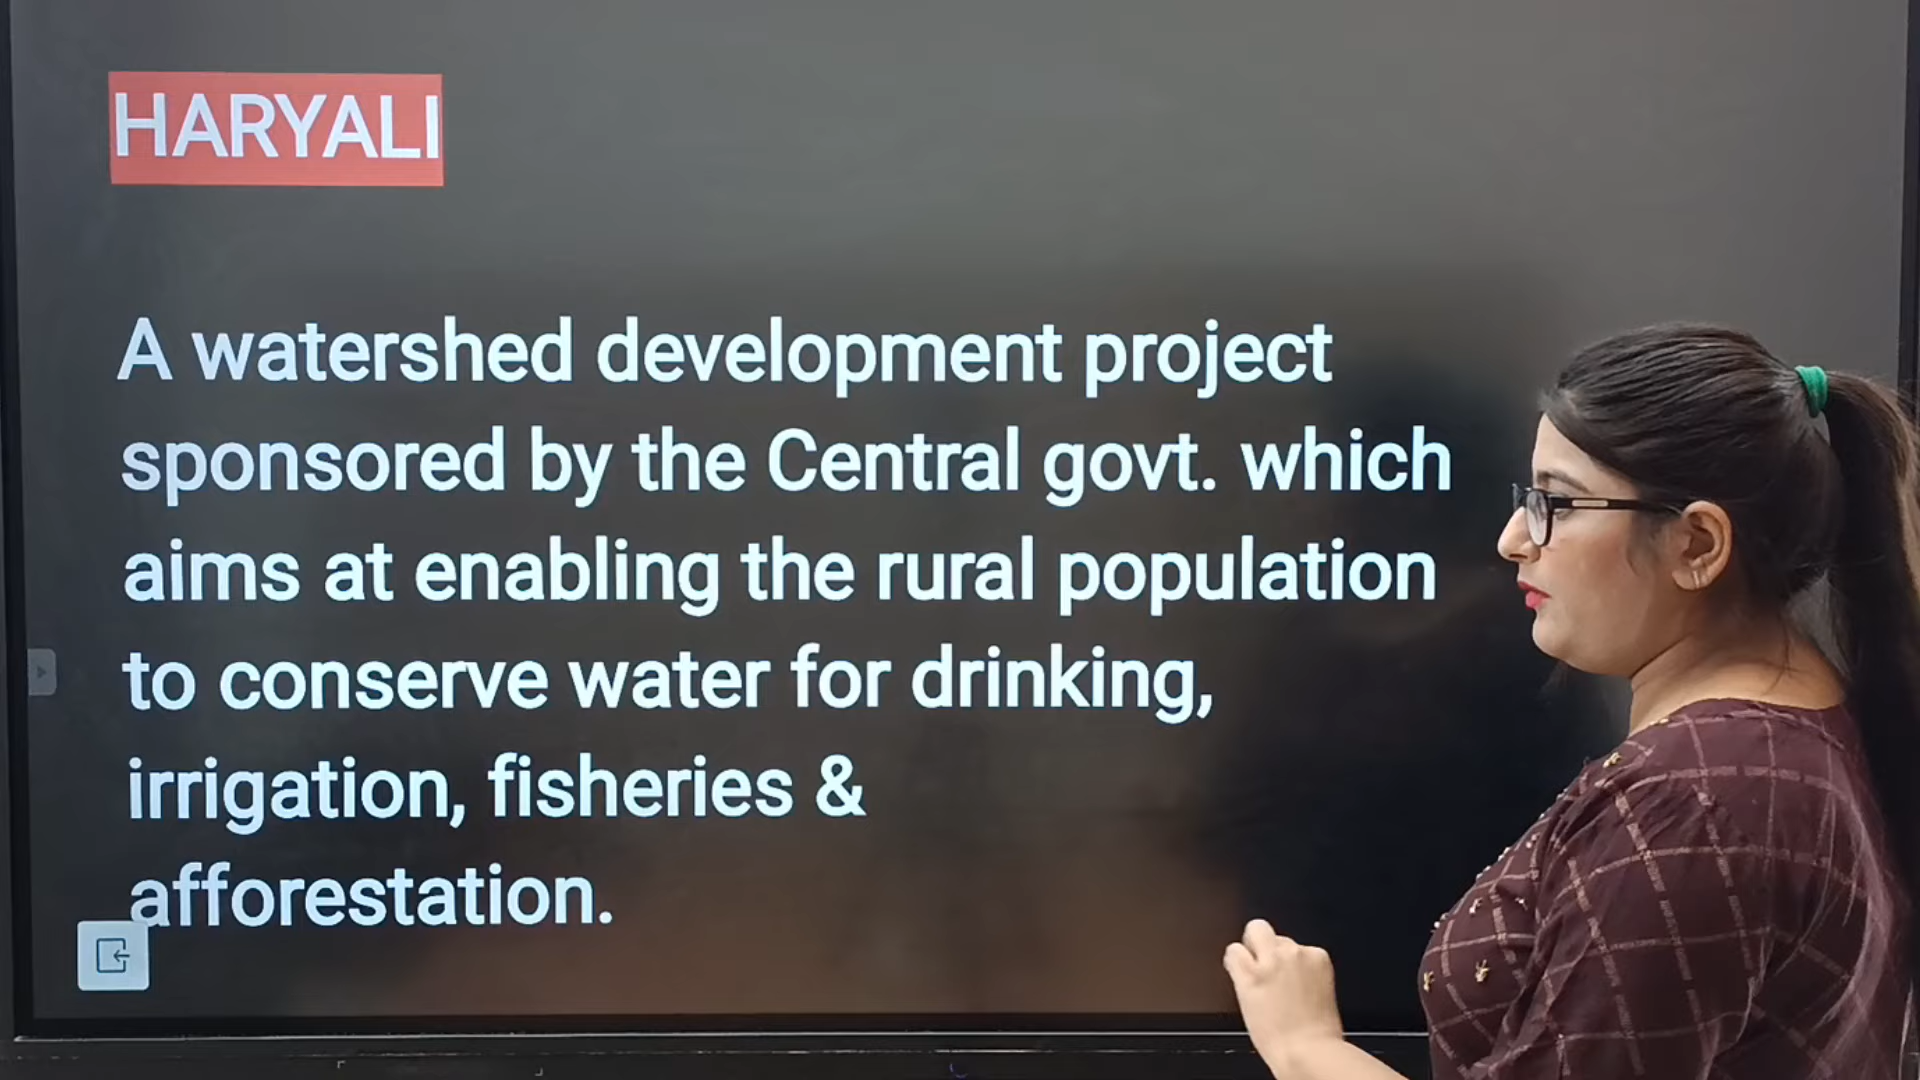 HARYALI
A watershed development project
sponsored by the Central govt. which
aims at enabling the rural population
to conserve water for drinking,
irrigation, fisheries &
afforestation.